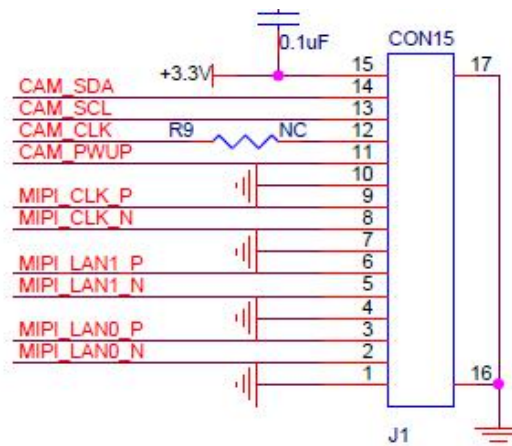 0.1uF
CON15
+3.3V 15 17
CAM_SDA 14
CAM_SCL 13
CAM_CLK R9 NC 12
CAM_PWUP 11
10
MIPI_CLK_P 9
MIPI_CLK_N 8
7
MIPI_LAN1_P 6
MIPI_LAN1_N 5
4
MIPI_LAN0_P 3
MIPI_LAN0_N 2
1 16
J1